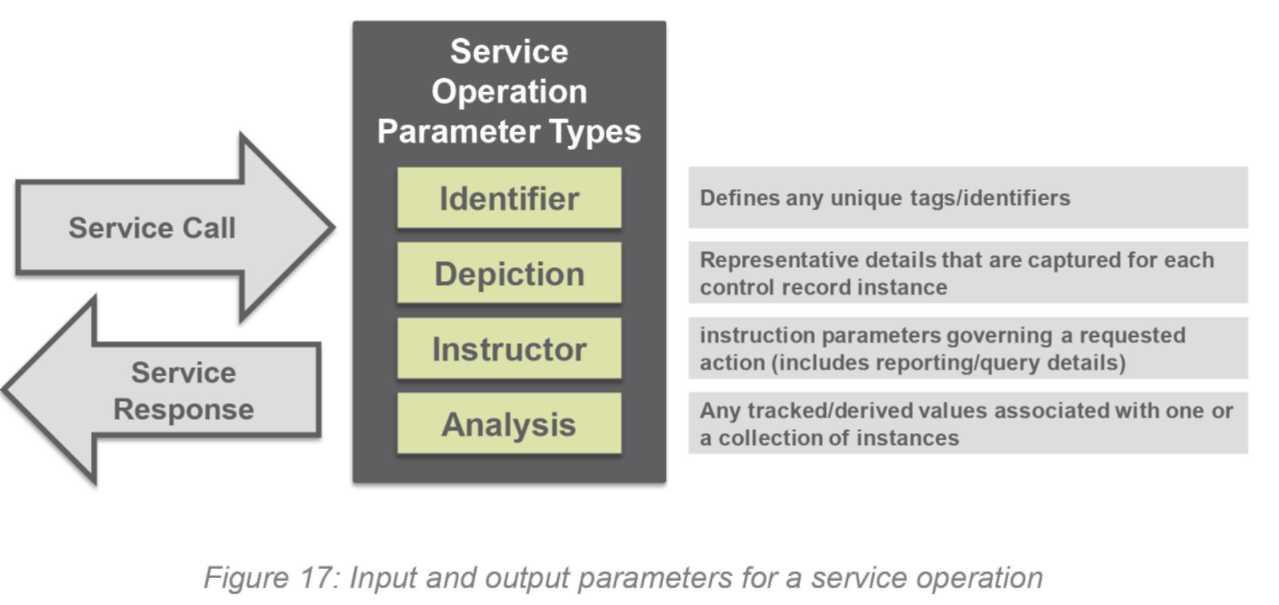 Service
Operation
Parameter Types
Service Call
Service
Response
Identifier
Defines any unique tags/identifiers
Depiction
Representative details that are captured for each
control record instance
Instructor
instruction parameters governing a requested
action (includes reporting/query details)
Analysis
Any tracked/derived values associated with one or
a collection of instances
Figure 17: Input and output parameters for a service operation